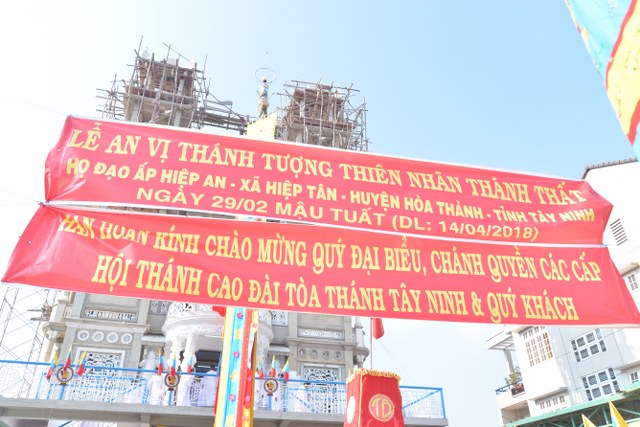 LỄ AN VỊ THÁNH TƯỢNG THIÊN NHÃN THÁNH THẤT
HỌ ĐẠO ẤP HIỆP AN - XÃ HIỆP TÂN - HUYỆN HÒA THÀNH - TỈNH TÂY NINH
NGÀY 29/02 MẬU TUẤT (DL: 14/04/2018)
HÂN HOAN KÍNH CHÀO MỪNG QUÝ ĐẠI BIỂU, CHÁNH QUYỀN CÁC CẤP
HỘI THÁNH CAO ĐÀI TÒA THÁNH TÂY NINH & QUÝ KHÁCH
TD